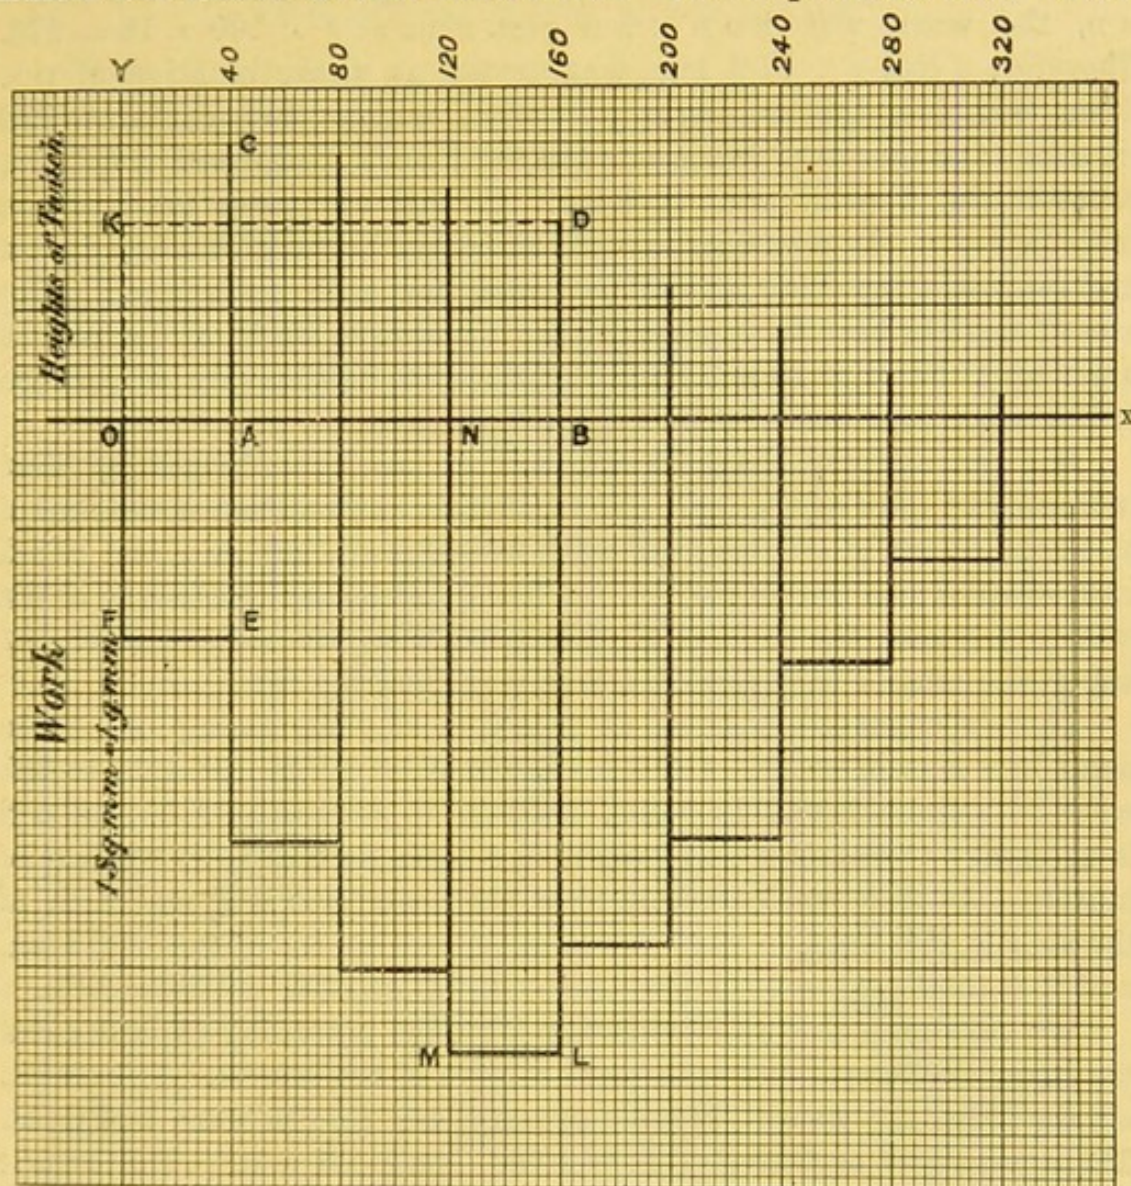 Y 40 80 120 160 200 240 280 320
Heights of Twitch.
C
K D
O A N B X
F E
Work
1 Sq. mm = 1 g. mm
M L